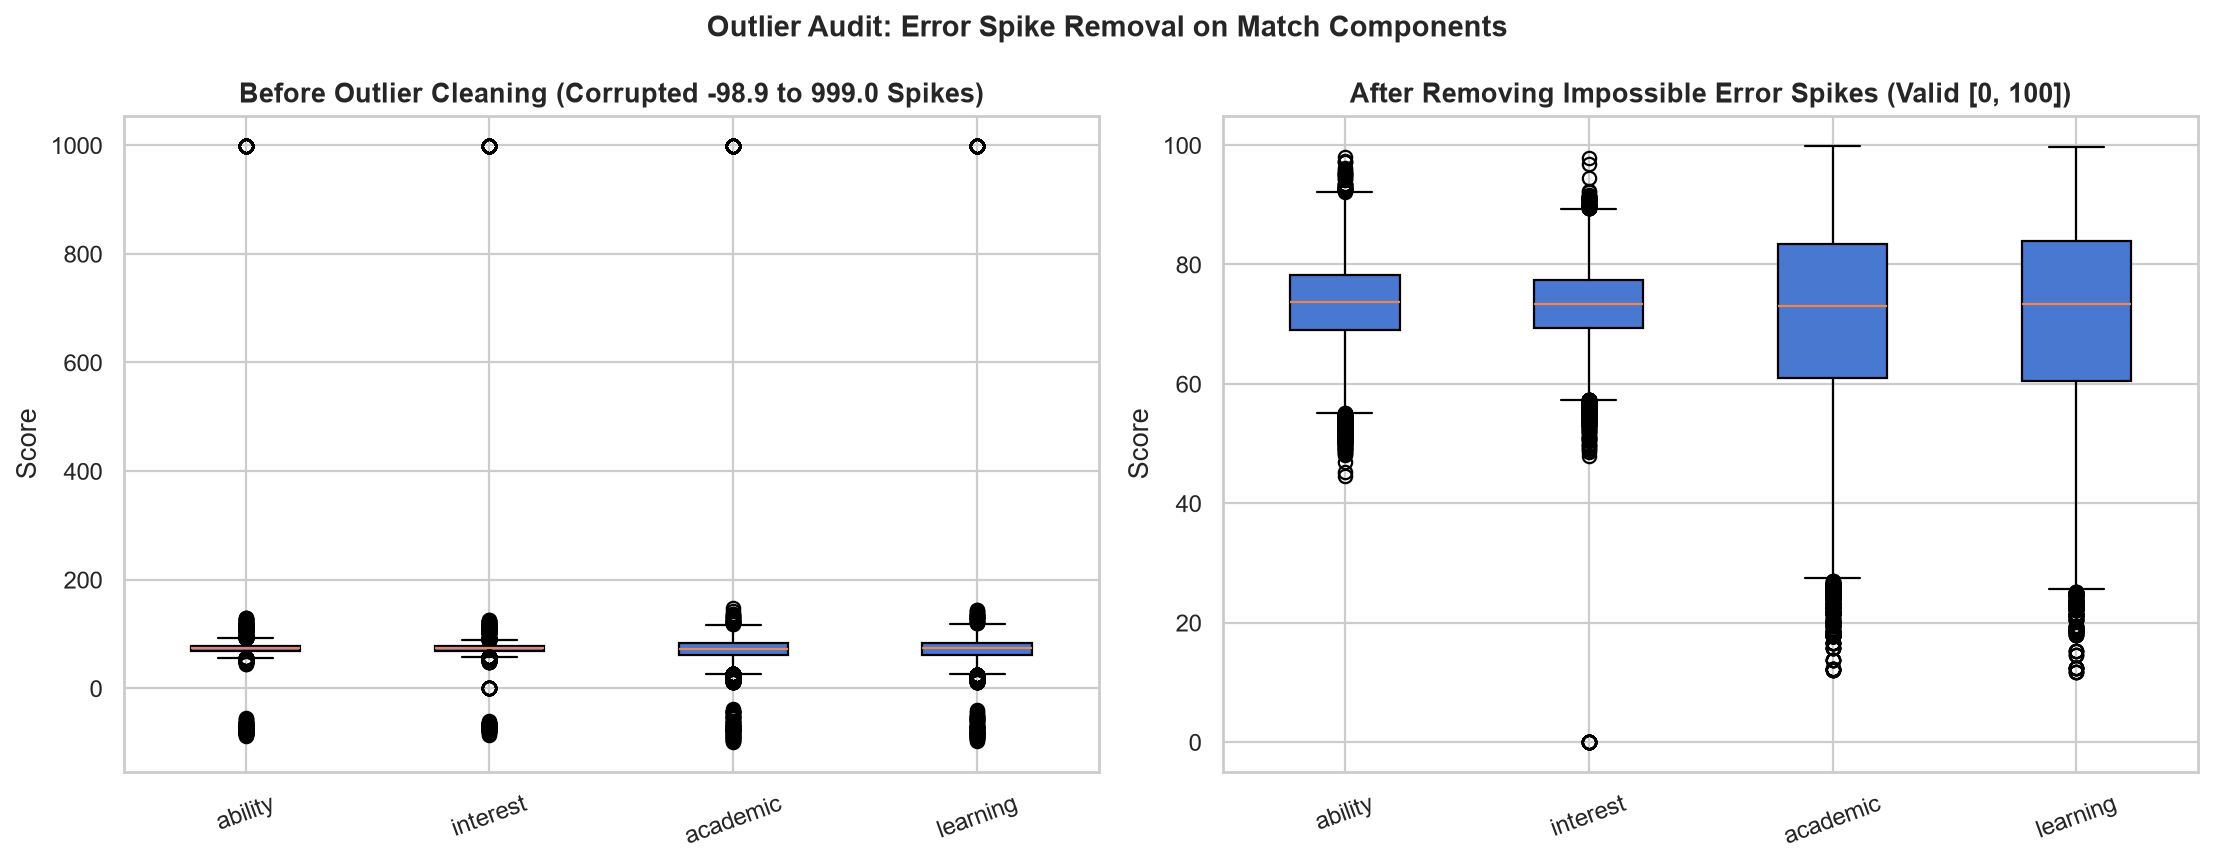 Outlier Audit: Error Spike Removal on Match Components
Before Outlier Cleaning (Corrupted -98.9 to 999.0 Spikes)
Score
1000
800
600
400
200
0
ability
interest
academic
learning
After Removing Impossible Error Spikes (Valid [0, 100])
Score
100
80
60
40
20
0
ability
interest
academic
learning